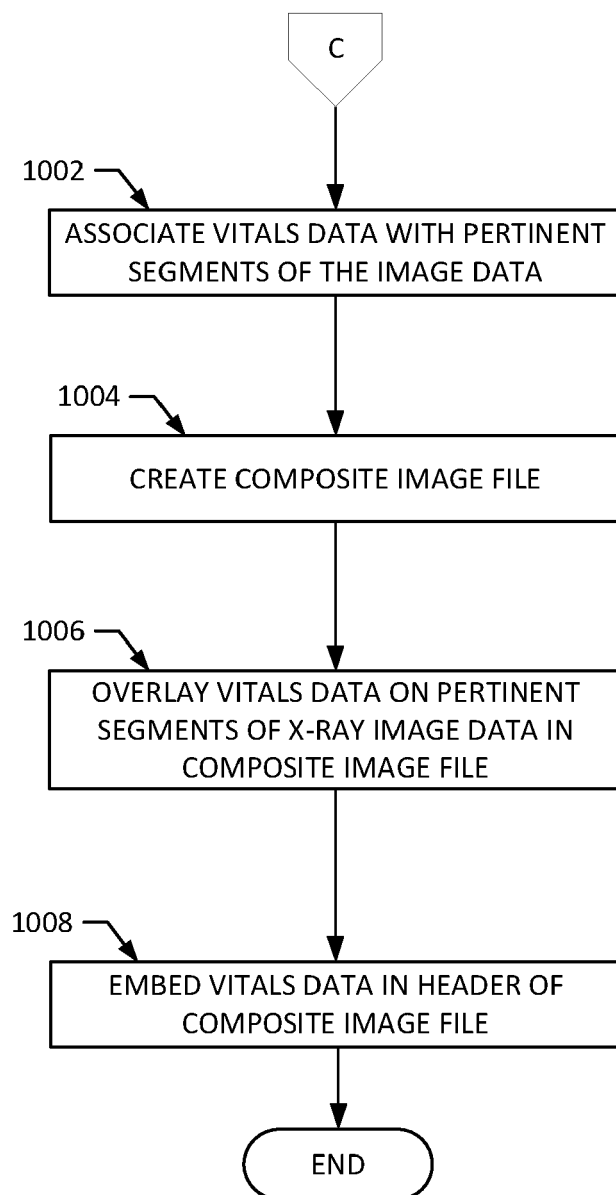 C
1002
ASSOCIATE VITALS DATA WITH PERTINENT
SEGMENTS OF THE IMAGE DATA
1004
CREATE COMPOSITE IMAGE FILE
1006
OVERLAY VITALS DATA ON PERTINENT
SEGMENTS OF X-RAY IMAGE DATA IN
COMPOSITE IMAGE FILE
1008
EMBED VITALS DATA IN HEADER OF
COMPOSITE IMAGE FILE
END